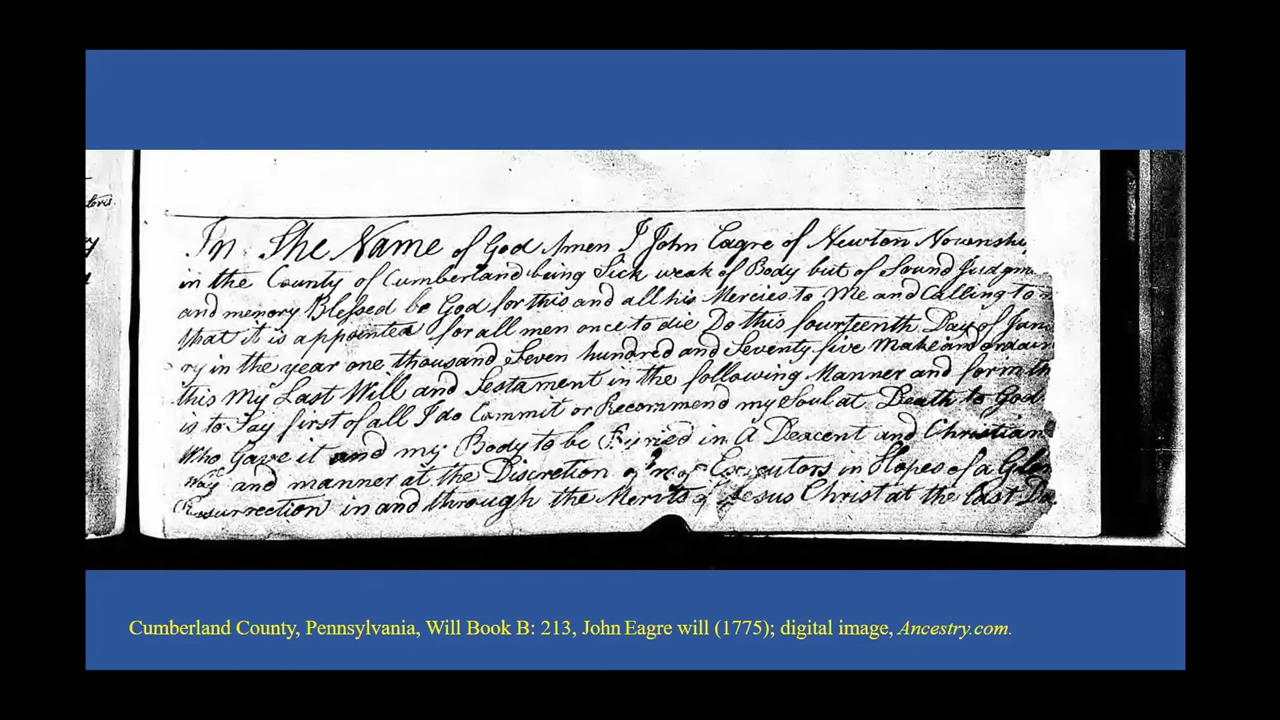 loris.
ry
In The Name of God Amen I John Eagre of Newton Townshi
in the County of Cumberland being Sick weak of Body but of Sound Judgm
and memory Blessed be God for this and all his Mercies to Me and Calling to
that it is appointed for all men once to die Do this fourteenth Day of Janu
ry in the year one thousand Seven hundred and Seventy five Make and ordain
this My Last Will and Testament in the following Manner and form th
is to Say first of all I do Commit or Recommend my Soul at Death to God
Who Gave it and my Body to be Buried in A Descent and Christian
way and manner at the Discretion of my Executors in Hopes of a Glor
Resurrection in and through the Merits of Jesus Christ at the Last Da
Cumberland County, Pennsylvania, Will Book B: 213, John Eagre will (1775); digital image, Ancestry.com.